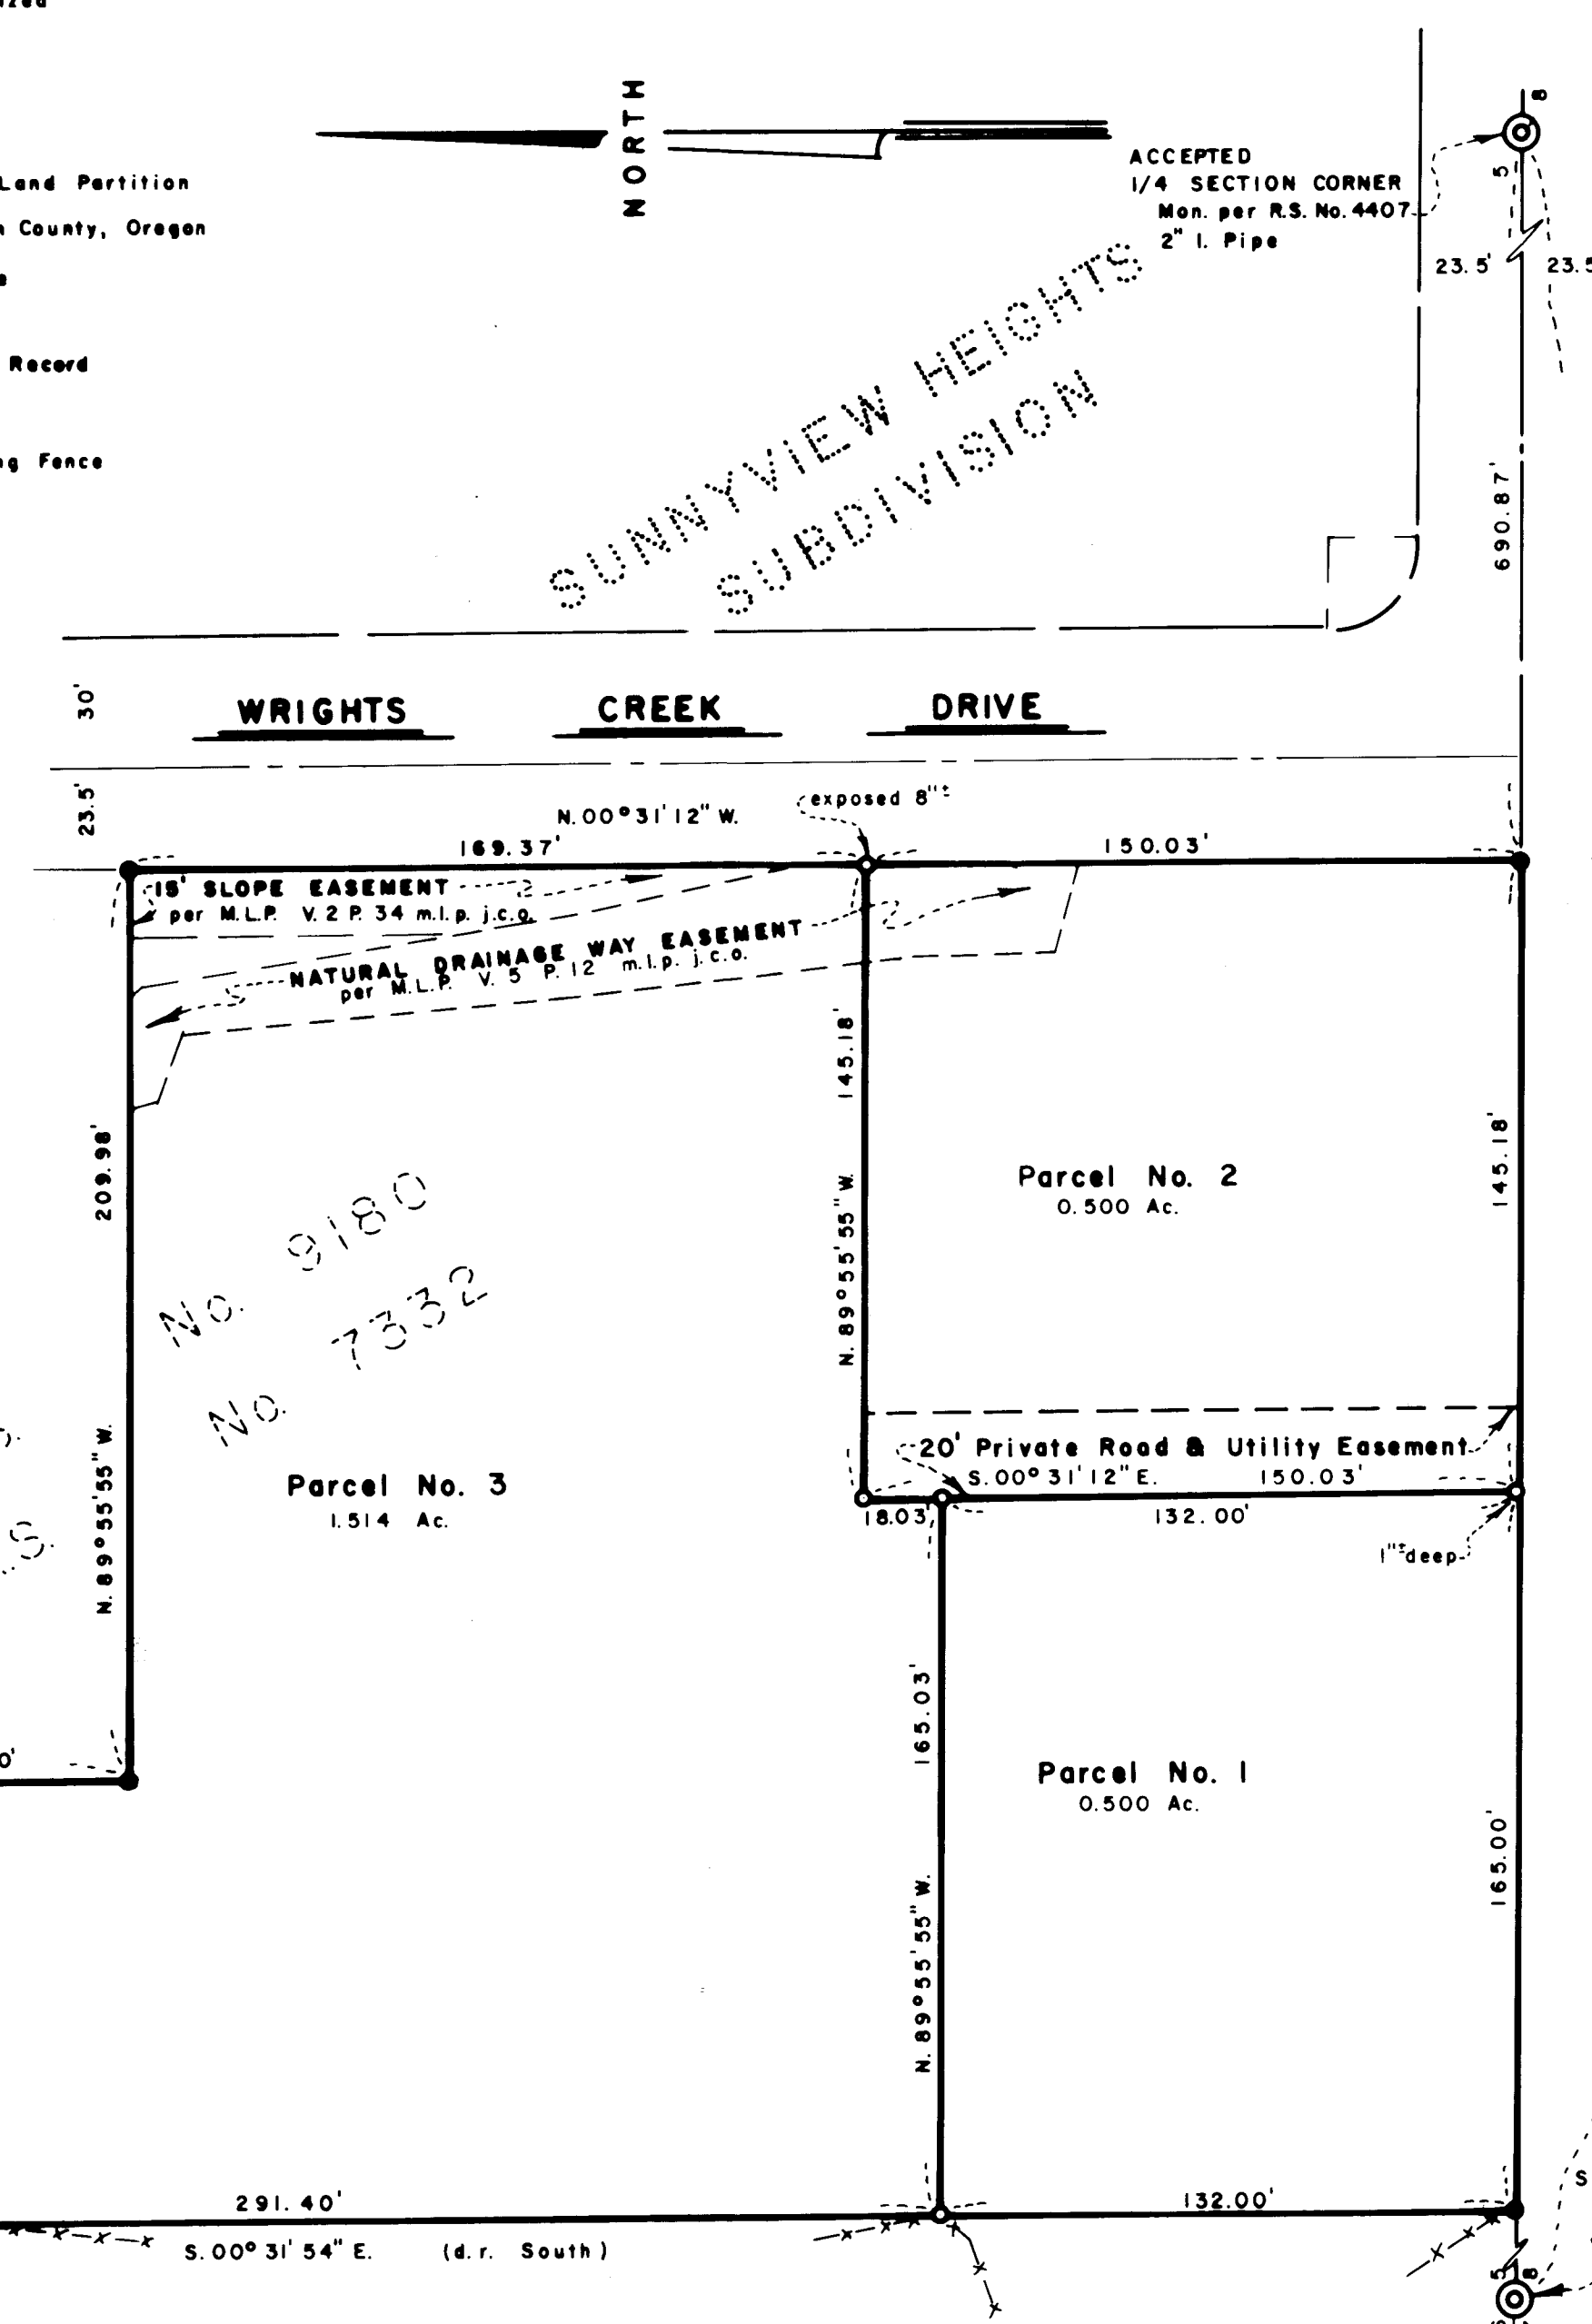 Land Partition
County, Oregon
Record
Fence
NORTH
ACCEPTED
1/4 SECTION CORNER
Mon. per R.S. No. 4407
2" I. Pipe
8
5
23.5'
23.5
690.87'
SUNNYVIEW HEIGHTS
SUBDIVISION
30'
WRIGHTS CREEK DRIVE
23.5'
N. 00° 31' 12" W.
exposed 8"±
169.37'
150.03'
15' SLOPE EASEMENT
per M.L.P. V. 2 P. 34 m.l.p. j.c.o.
NATURAL DRAINAGE WAY EASEMENT
per M.L.P. V. 5 P. 12 m.l.p. j.c.o.
209.98'
N. 89° 55' 55" W.
145.18'
N. 89° 55' 55" W.
Parcel No. 2
0.500 Ac.
145.18'
No. 9180
No. 7332
Parcel No. 3
1.514 Ac.
20' Private Road & Utility Easement
S. 00° 31' 12" E. 150.03'
18.03'
132.00'
1"± deep
165.03'
N. 89° 55' 55" W.
Parcel No. 1
0.500 Ac.
165.00'
0'
291.40'
132.00'
S. 00° 31' 54" E. (d. r. South)
S
5
8